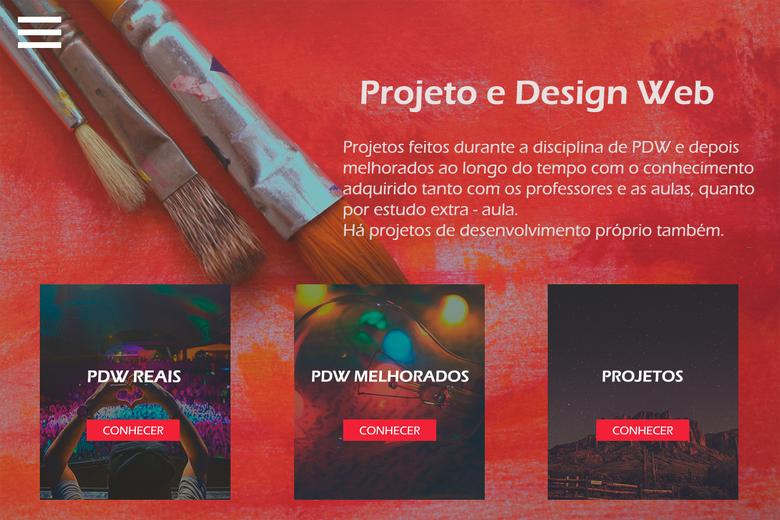 Projeto e Design Web
Projetos feitos durante a disciplina de PDW e depois
melhorados ao longo do tempo com o conhecimento
adquirido tanto com os professores e as aulas, quanto
por estudo extra - aula.
Há projetos de desenvolvimento próprio também.
PDW REAIS
PDW MELHORADOS
PROJETOS
CONHECER
CONHECER
CONHECER